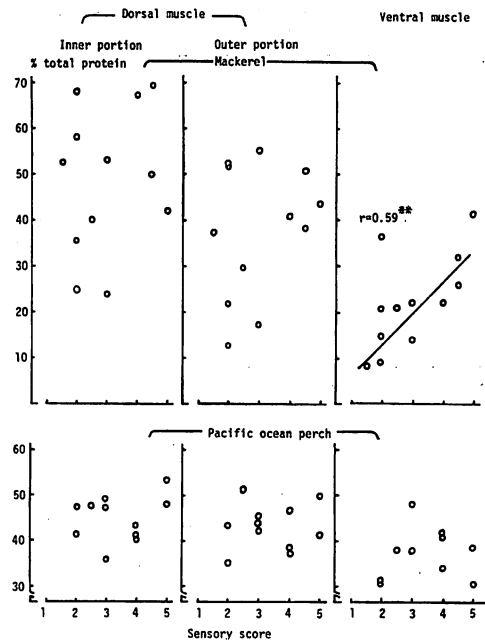 Dorsal muscle
Ventral muscle
Inner portion
Outer portion
% total protein
Mackerel
70
60
50
40
30
20
10
r=0.59**
Pacific ocean perch
60
50
40
30
1 2 3 4 5 1 2 3 4 5 1 2 3 4 5
Sensory score